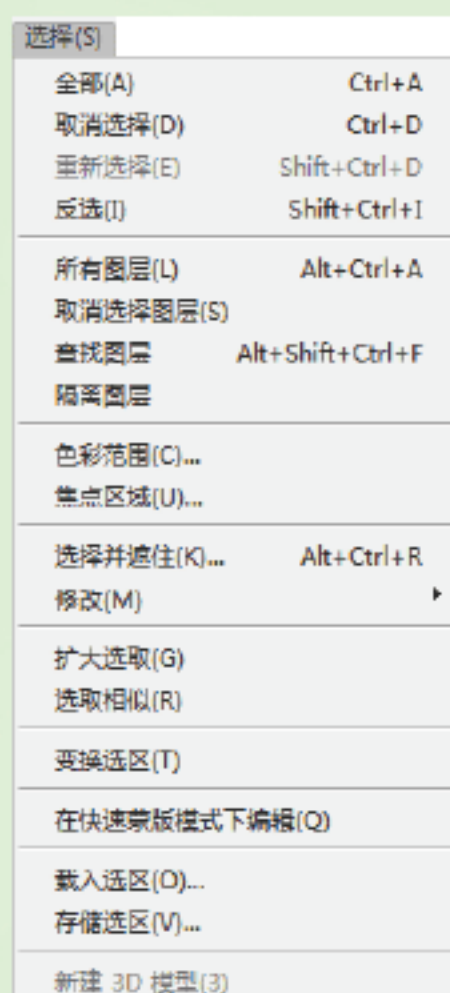 选择(S)
全部(A) Ctrl+A
取消选择(D) Ctrl+D
重新选择(E) Shift+Ctrl+D
反选(I) Shift+Ctrl+I
所有图层(L) Alt+Ctrl+A
取消选择图层(S)
查找图层 Alt+Shift+Ctrl+F
隔离图层
色彩范围(C)...
焦点区域(U)...
选择并遮住(K)... Alt+Ctrl+R
修改(M)
扩大选取(G)
选取相似(R)
变换选区(T)
在快速蒙版模式下编辑(Q)
载入选区(O)...
存储选区(V)...
新建 3D 模型(3)